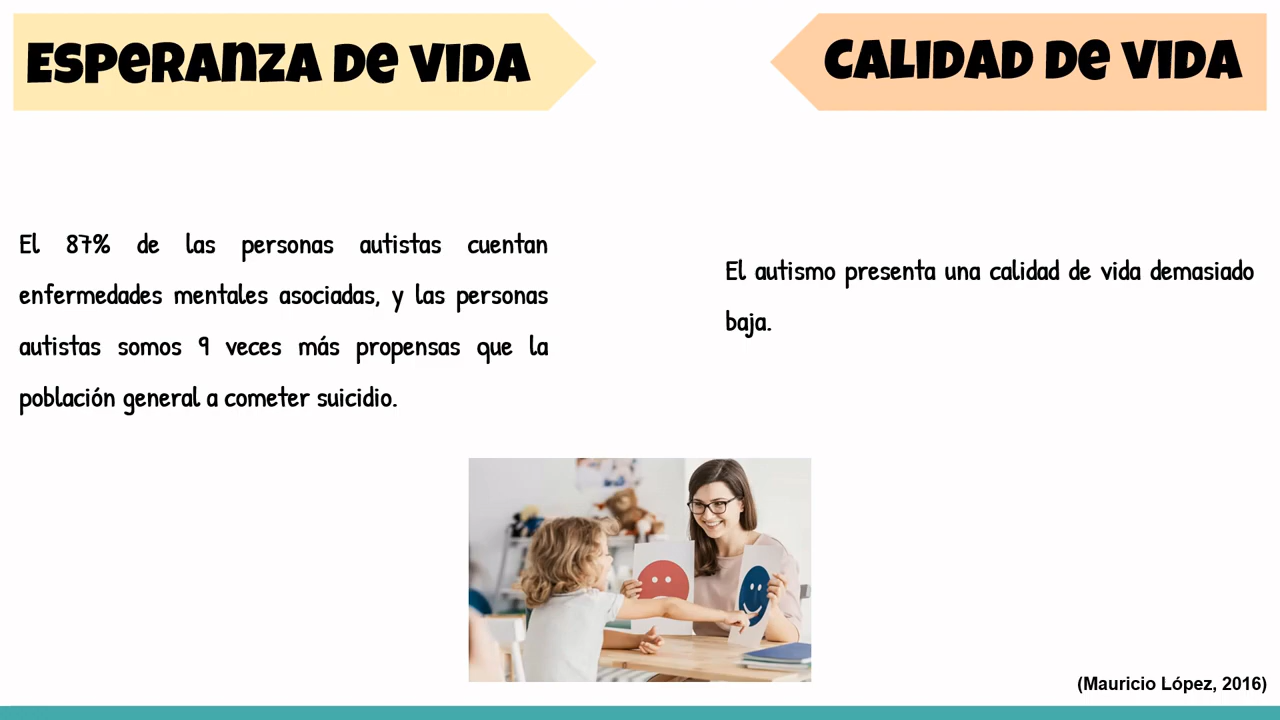 Esperanza de vida
Calidad de vida
El 87% de las personas autistas cuentan
enfermedades mentales asociadas, y las personas
autistas somos 9 veces más propensas que la
población general a cometer suicidio.
El autismo presenta una calidad de vida demasiado
baja.
(Mauricio López, 2016)